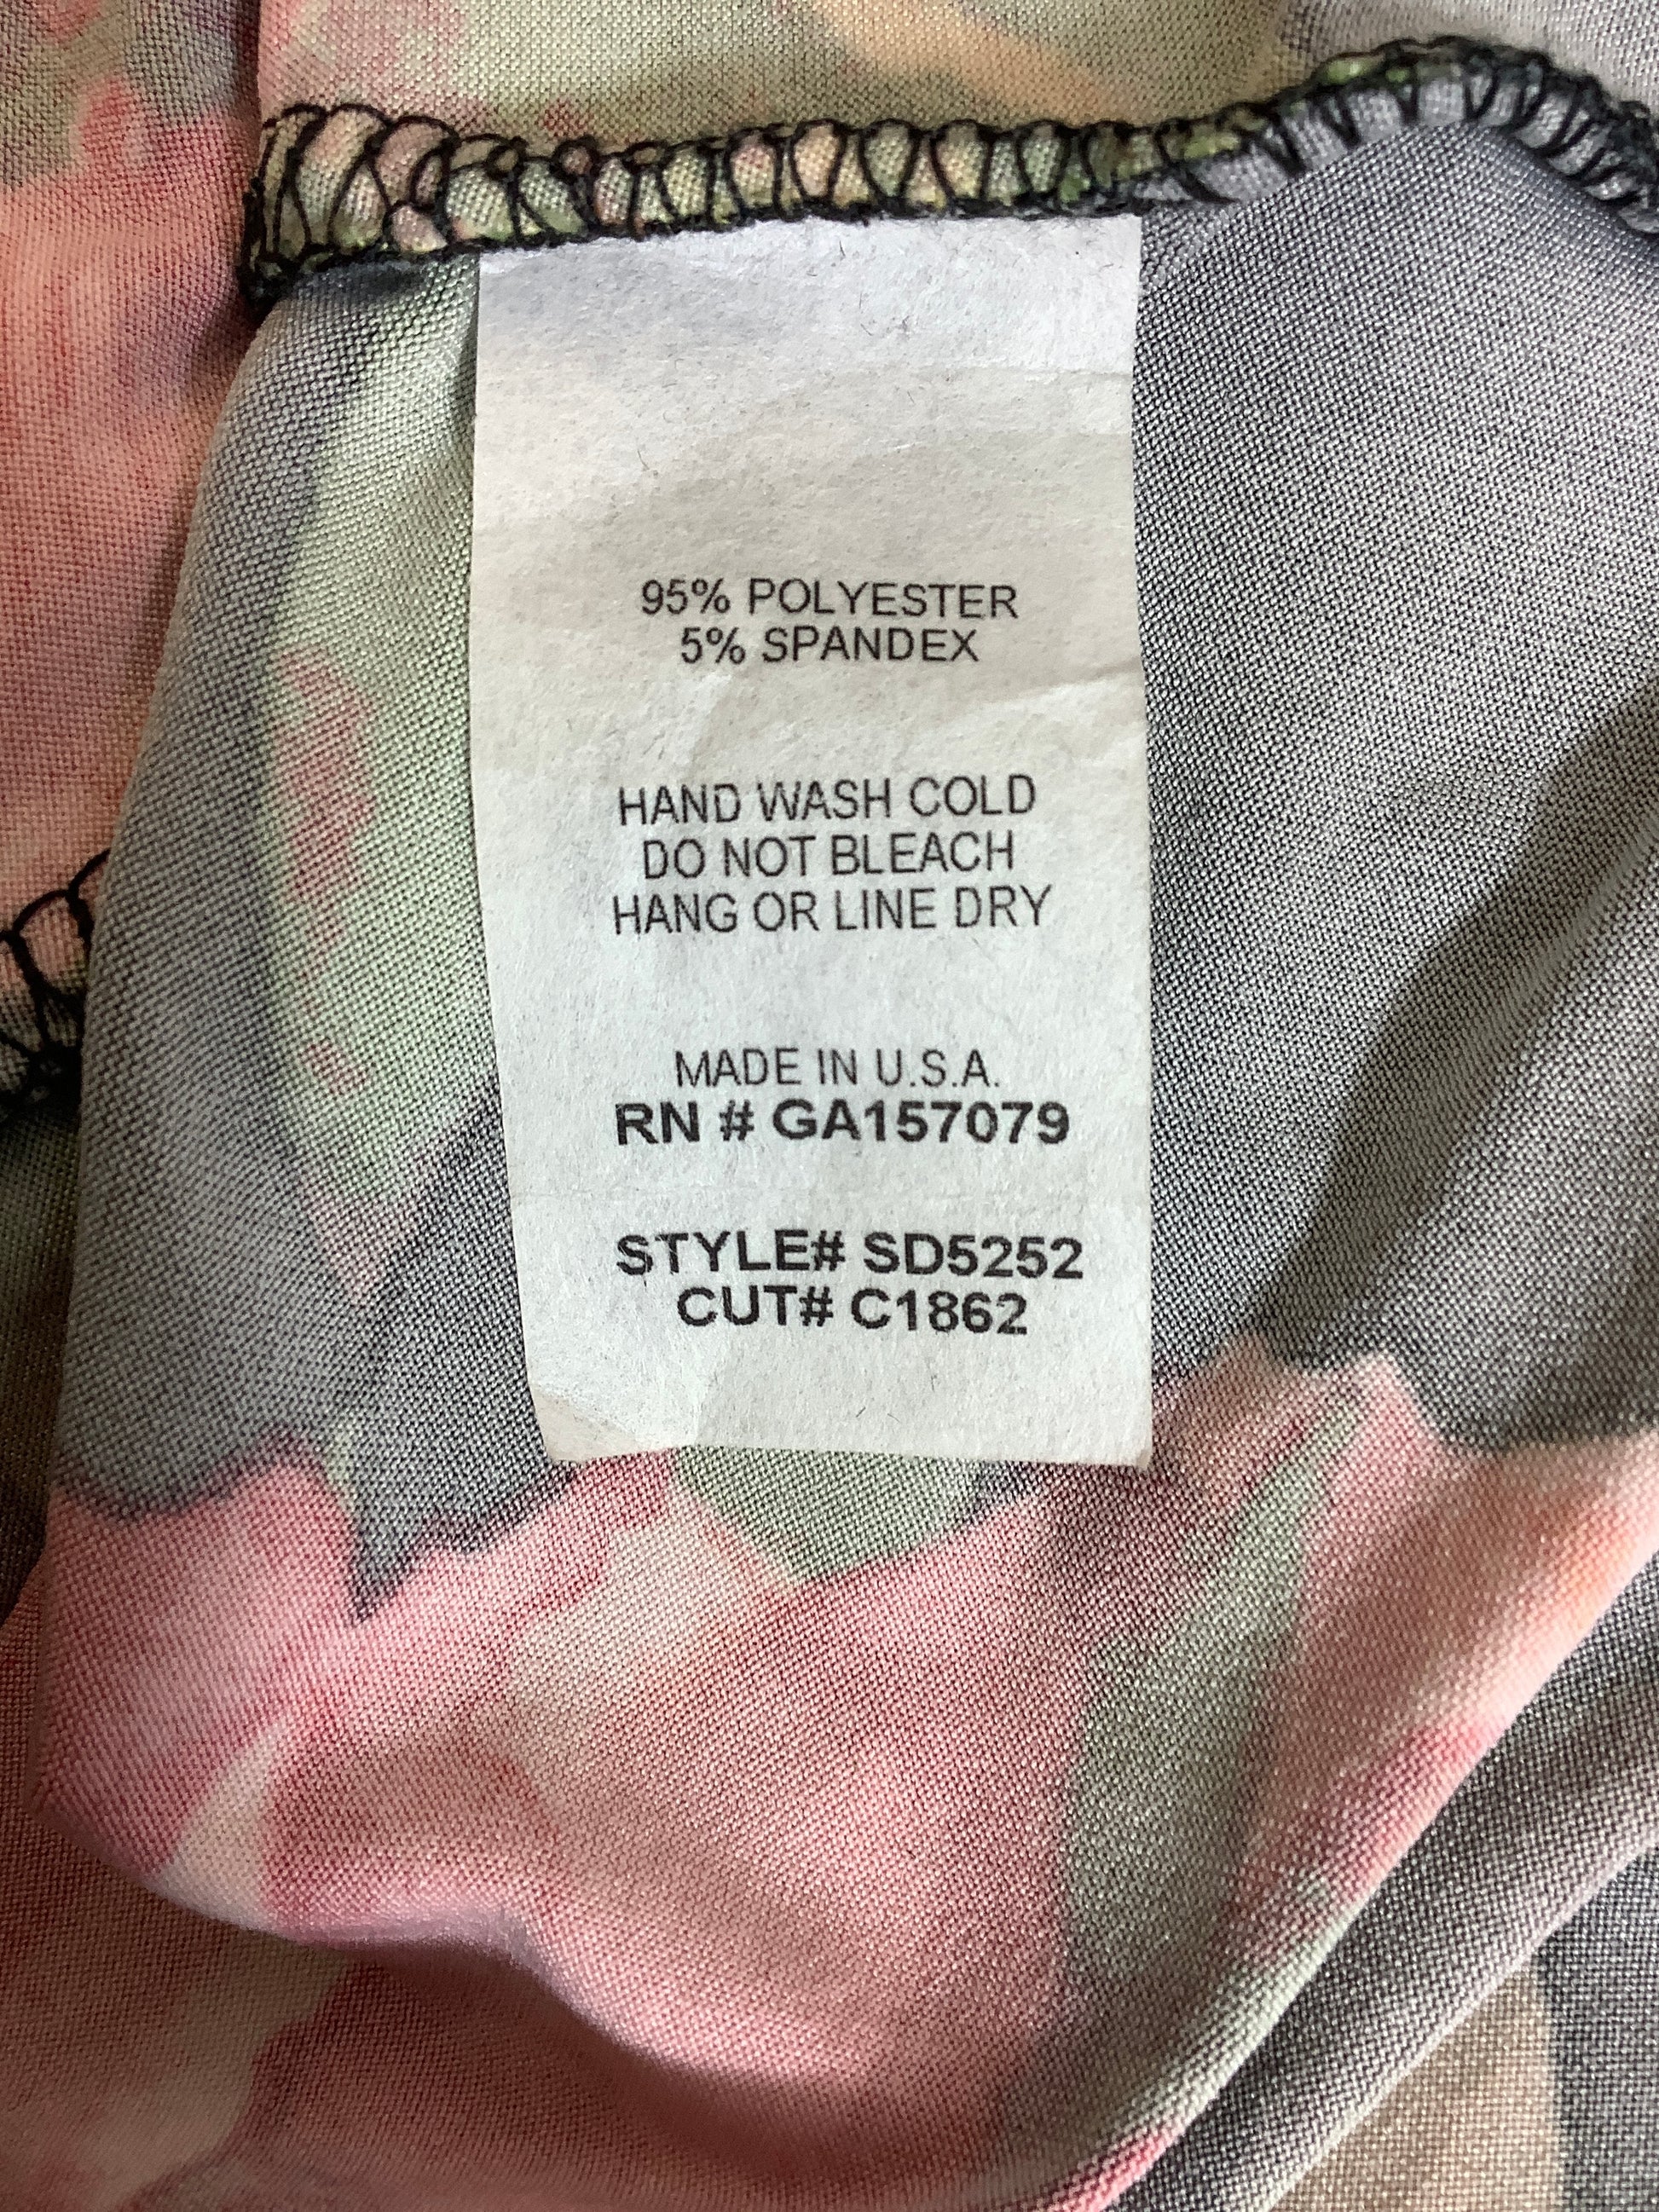 95% POLYESTER
5% SPANDEX
HAND WASH COLD
DO NOT BLEACH
HANG OR LINE DRY
MADE IN U.S.A.
RN # GA157079
STYLE# SD5252
CUT# C1862